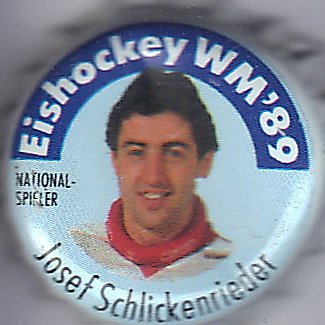 Eishockey WM '89
NATIONAL-
SPIELER
Josef Schlickenrieder